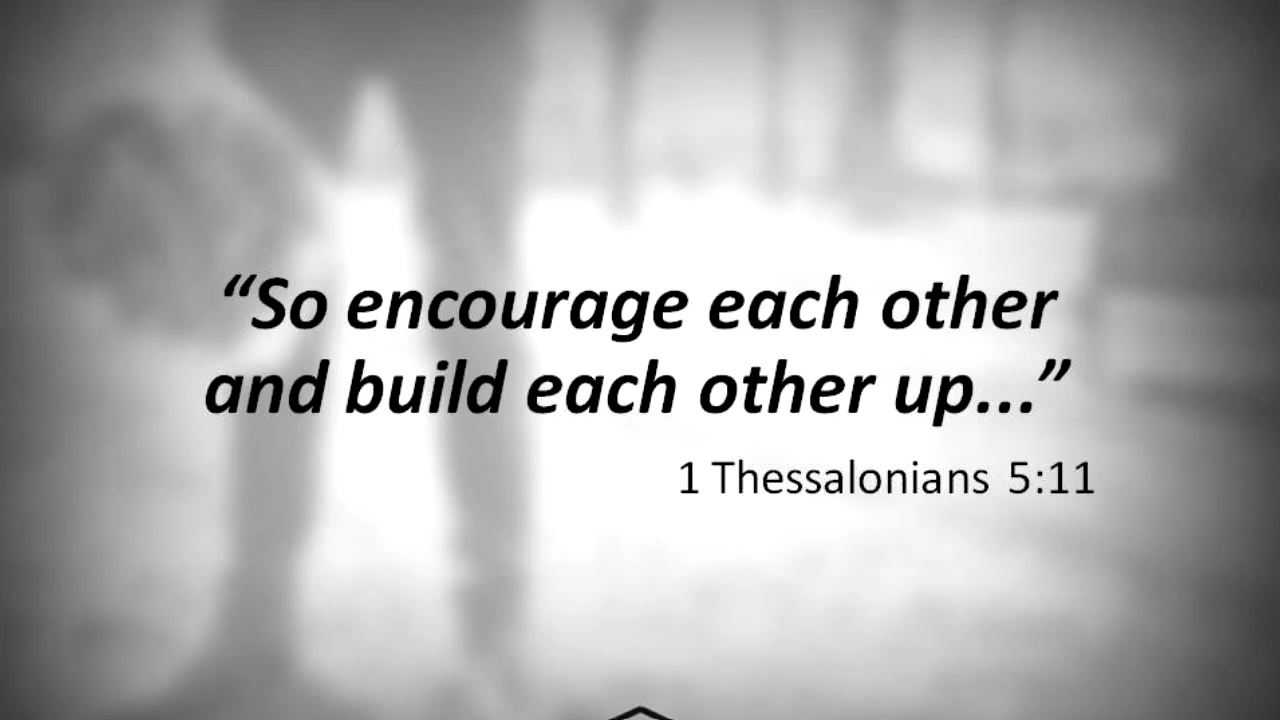 “So encourage each other
and build each other up...”
1 Thessalonians 5:11